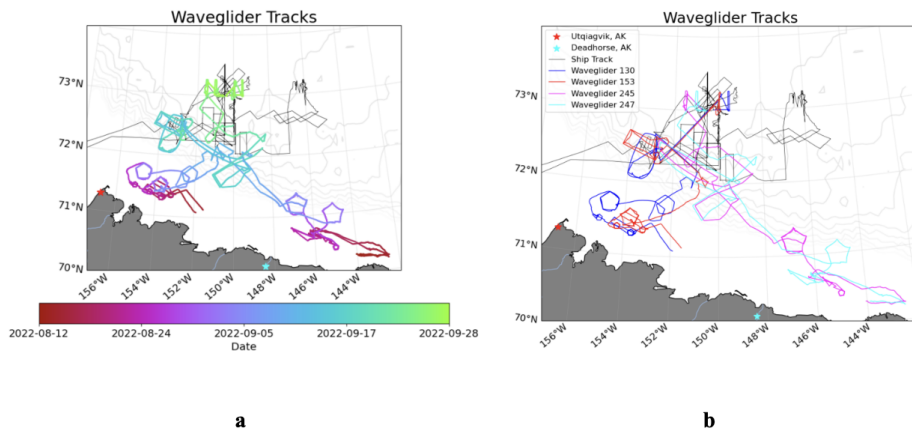 Waveglider Tracks
73°N
72°N
71°N
70°N
156°W
154°W
152°W
150°W
148°W
146°W
144°W
2022-08-12
2022-08-24
2022-09-05
2022-09-17
2022-09-28
Date
a
Waveglider Tracks
Utqiagvik, AK
Deadhorse, AK
Ship Track
Waveglider 130
Waveglider 153
Waveglider 245
Waveglider 247
73°N
72°N
71°N
70°N
156°W
154°W
152°W
150°W
148°W
146°W
144°W
b